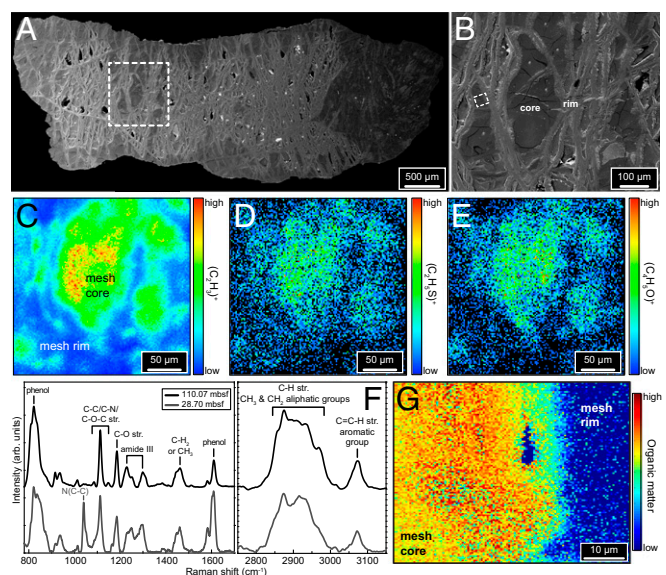 A
500 µm
B
core
rim
100 µm
C
mesh
core
mesh rim
50 µm
high
(C₂H₃)⁺
low
D
50 µm
high
(C₂H₅S)⁺
low
E
50 µm
high
low
phenol
C-C/C-N/
C-O-C str.
C-O str.
amide III
N(C-C)
110.07 mbsf
28.70 mbsf
C-H₂
or CH₃
phenol
C-H str.
CH₃ & CH₂ aliphatic groups
F
C=C-H str.
aromatic
group
Intensity (arb. units)
800 1000 1200 1400 1600
2800 2900 3000 3100
Raman shift (cm⁻¹)
G
mesh
rim
mesh
core
10 µm
high
Organic matter
low